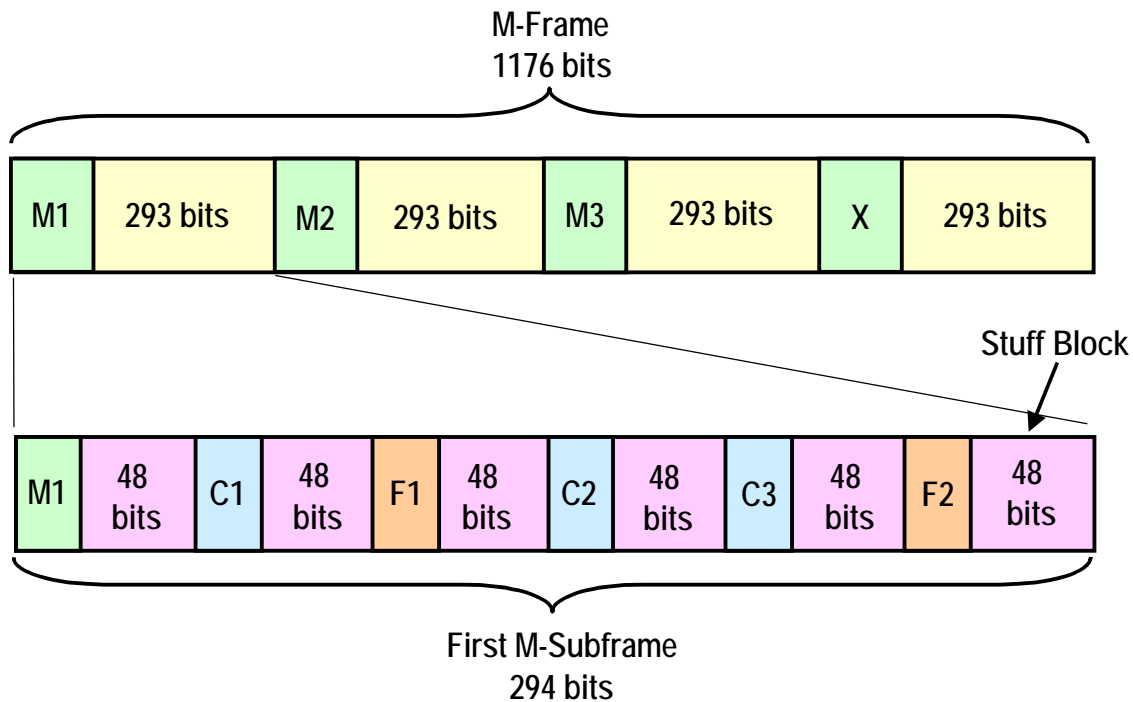 M-Frame
1176 bits
M1 293 bits M2 293 bits M3 293 bits X 293 bits
Stuff Block
M1 48 bits C1 48 bits F1 48 bits C2 48 bits C3 48 bits F2 48 bits
First M-Subframe
294 bits